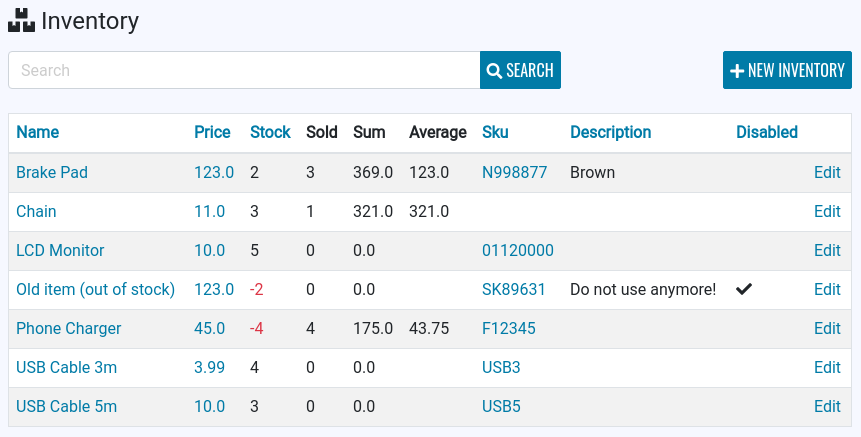 Inventory
Search SEARCH NEW INVENTORY
Name Price Stock Sold Sum Average Sku Description Disabled
Brake Pad 123.0 2 3 369.0 123.0 N998877 Brown Edit
Chain 11.0 3 1 321.0 321.0 Edit
LCD Monitor 10.0 5 0 0.0 01120000 Edit
Old item (out of stock) 123.0 -2 0 0.0 SK89631 Do not use anymore! Edit
Phone Charger 45.0 -4 4 175.0 43.75 F12345 Edit
USB Cable 3m 3.99 4 0 0.0 USB3 Edit
USB Cable 5m 10.0 3 0 0.0 USB5 Edit